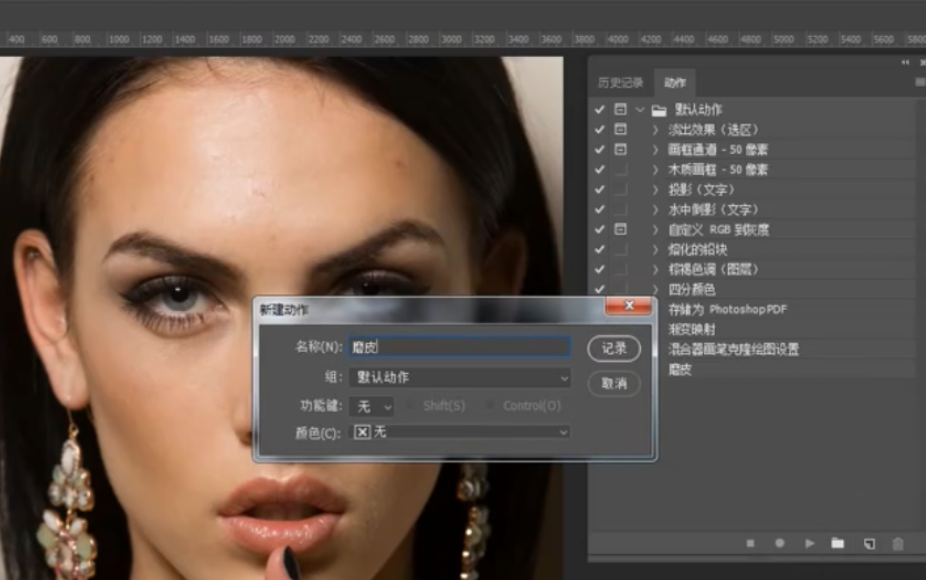 400 600 800 1000 1200 1400 1600 1800 2000 2200 2400 2600 2800 3000 3200 3400 3600 3800 4000 4200 4400 4600 4800 5000 5200 5400 5600 5800
历史记录 动作
默认动作
淡出效果（选区）
画框通道 - 50 像素
木质画框 - 50 像素
投影（文字）
水中倒影（文字）
自定义 RGB 到灰度
熔化的铅块
棕褐色调（图层）
四分颜色
存储为 Photoshop PDF
渐变映射
混合器画笔克隆绘图设置
磨皮
新建动作
名称(N): 磨皮 记录
组: 默认动作 取消
功能键: 无 Shift(S) Control(O)
颜色(C): 无